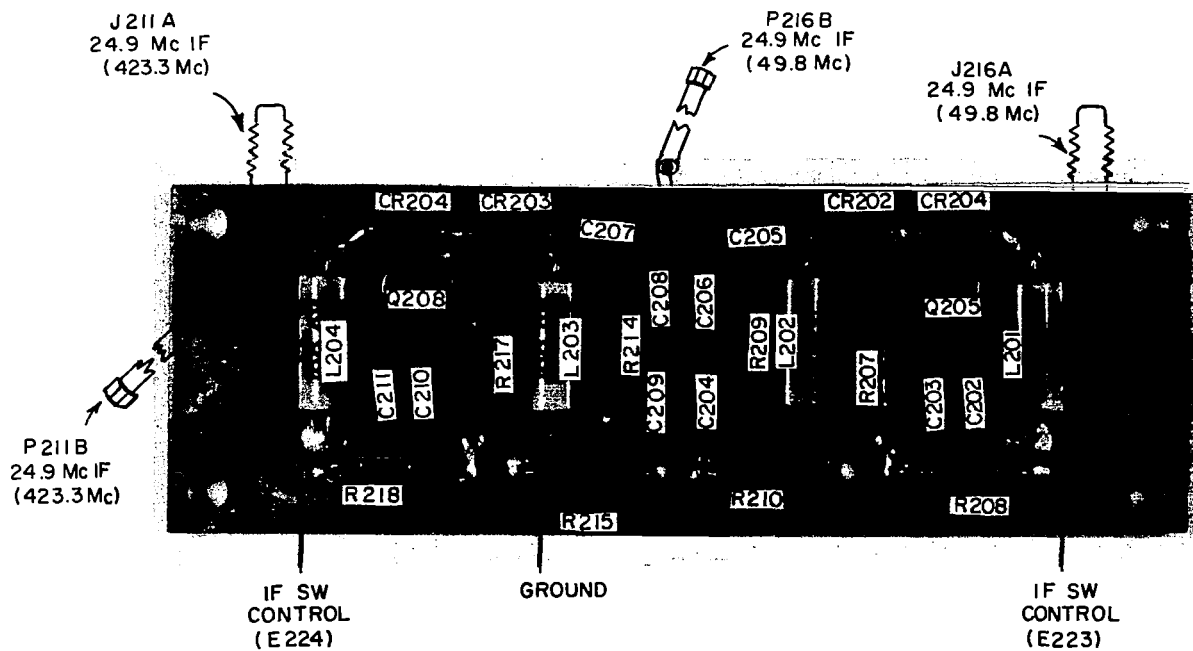 J211A
24.9 Mc IF
(423.3 Mc)
P216B
24.9 Mc IF
(49.8 Mc)
J216A
24.9 Mc IF
(49.8 Mc)
CR204
CR203
CR202
CR204
C207
C205
C208
C206
Q208
Q205
L204
R217
L203
R214
R209
L202
R207
L201
C211
C210
C209
C204
C203
C202
P211B
24.9 Mc IF
(423.3 Mc)
R218
R215
R210
R208
IF SW
CONTROL
(E224)
GROUND
IF SW
CONTROL
(E223)